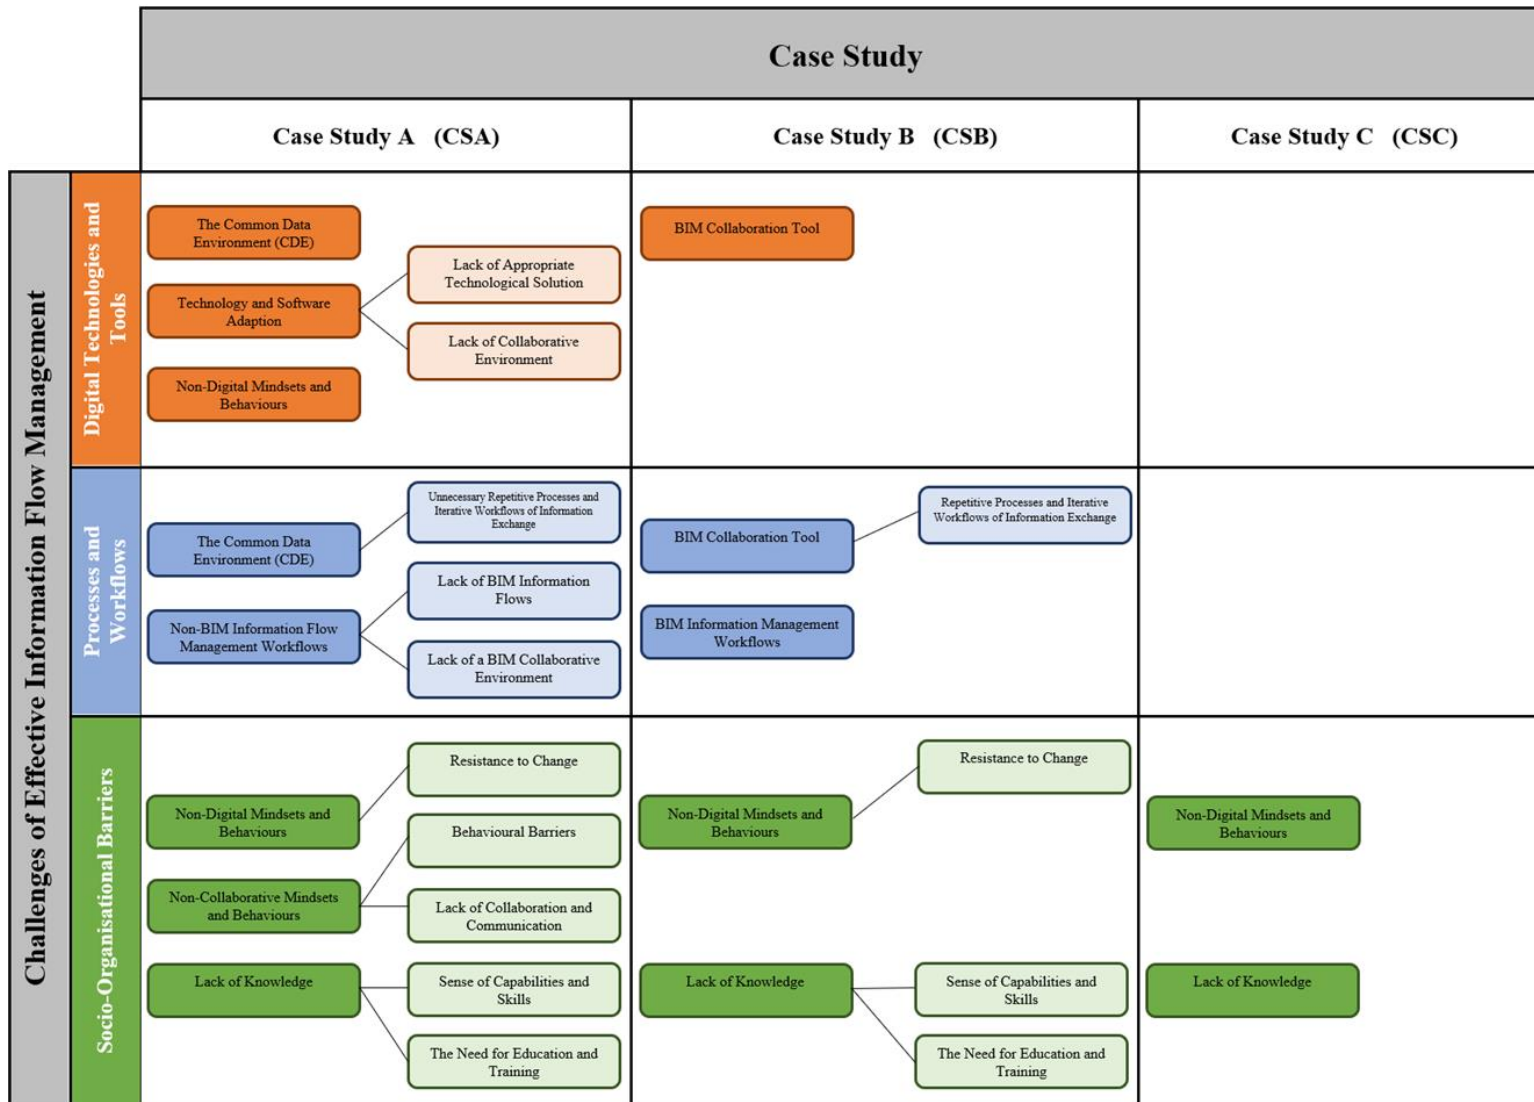 Case Study
Case Study A (CSA)
Case Study B (CSB)
Case Study C (CSC)
Challenges of Effective Information Flow Management
Digital Technologies and
Tools
The Common Data
Environment (CDE)
Technology and Software
Adaption
Non-Digital Mindsets and
Behaviours
Lack of Appropriate
Technological Solution
Lack of Collaborative
Environment
BIM Collaboration Tool
Processes and
Workflows
The Common Data
Environment (CDE)
Non-BIM Information Flow
Management Workflows
Unnecessary Repetitive Processes and
Iterative Workflows of Information
Exchange
Lack of BIM Information
Flows
Lack of a BIM Collaborative
Environment
BIM Collaboration Tool
BIM Information Management
Workflows
Repetitive Processes and Iterative
Workflows of Information Exchange
Socio-Organisational Barriers
Non-Digital Mindsets and
Behaviours
Non-Collaborative Mindsets
and Behaviours
Lack of Knowledge
Resistance to Change
Behavioural Barriers
Lack of Collaboration and
Communication
Sense of Capabilities and
Skills
The Need for Education and
Training
Non-Digital Mindsets and
Behaviours
Lack of Knowledge
Resistance to Change
Sense of Capabilities and
Skills
The Need for Education and
Training
Non-Digital Mindsets and
Behaviours
Lack of Knowledge